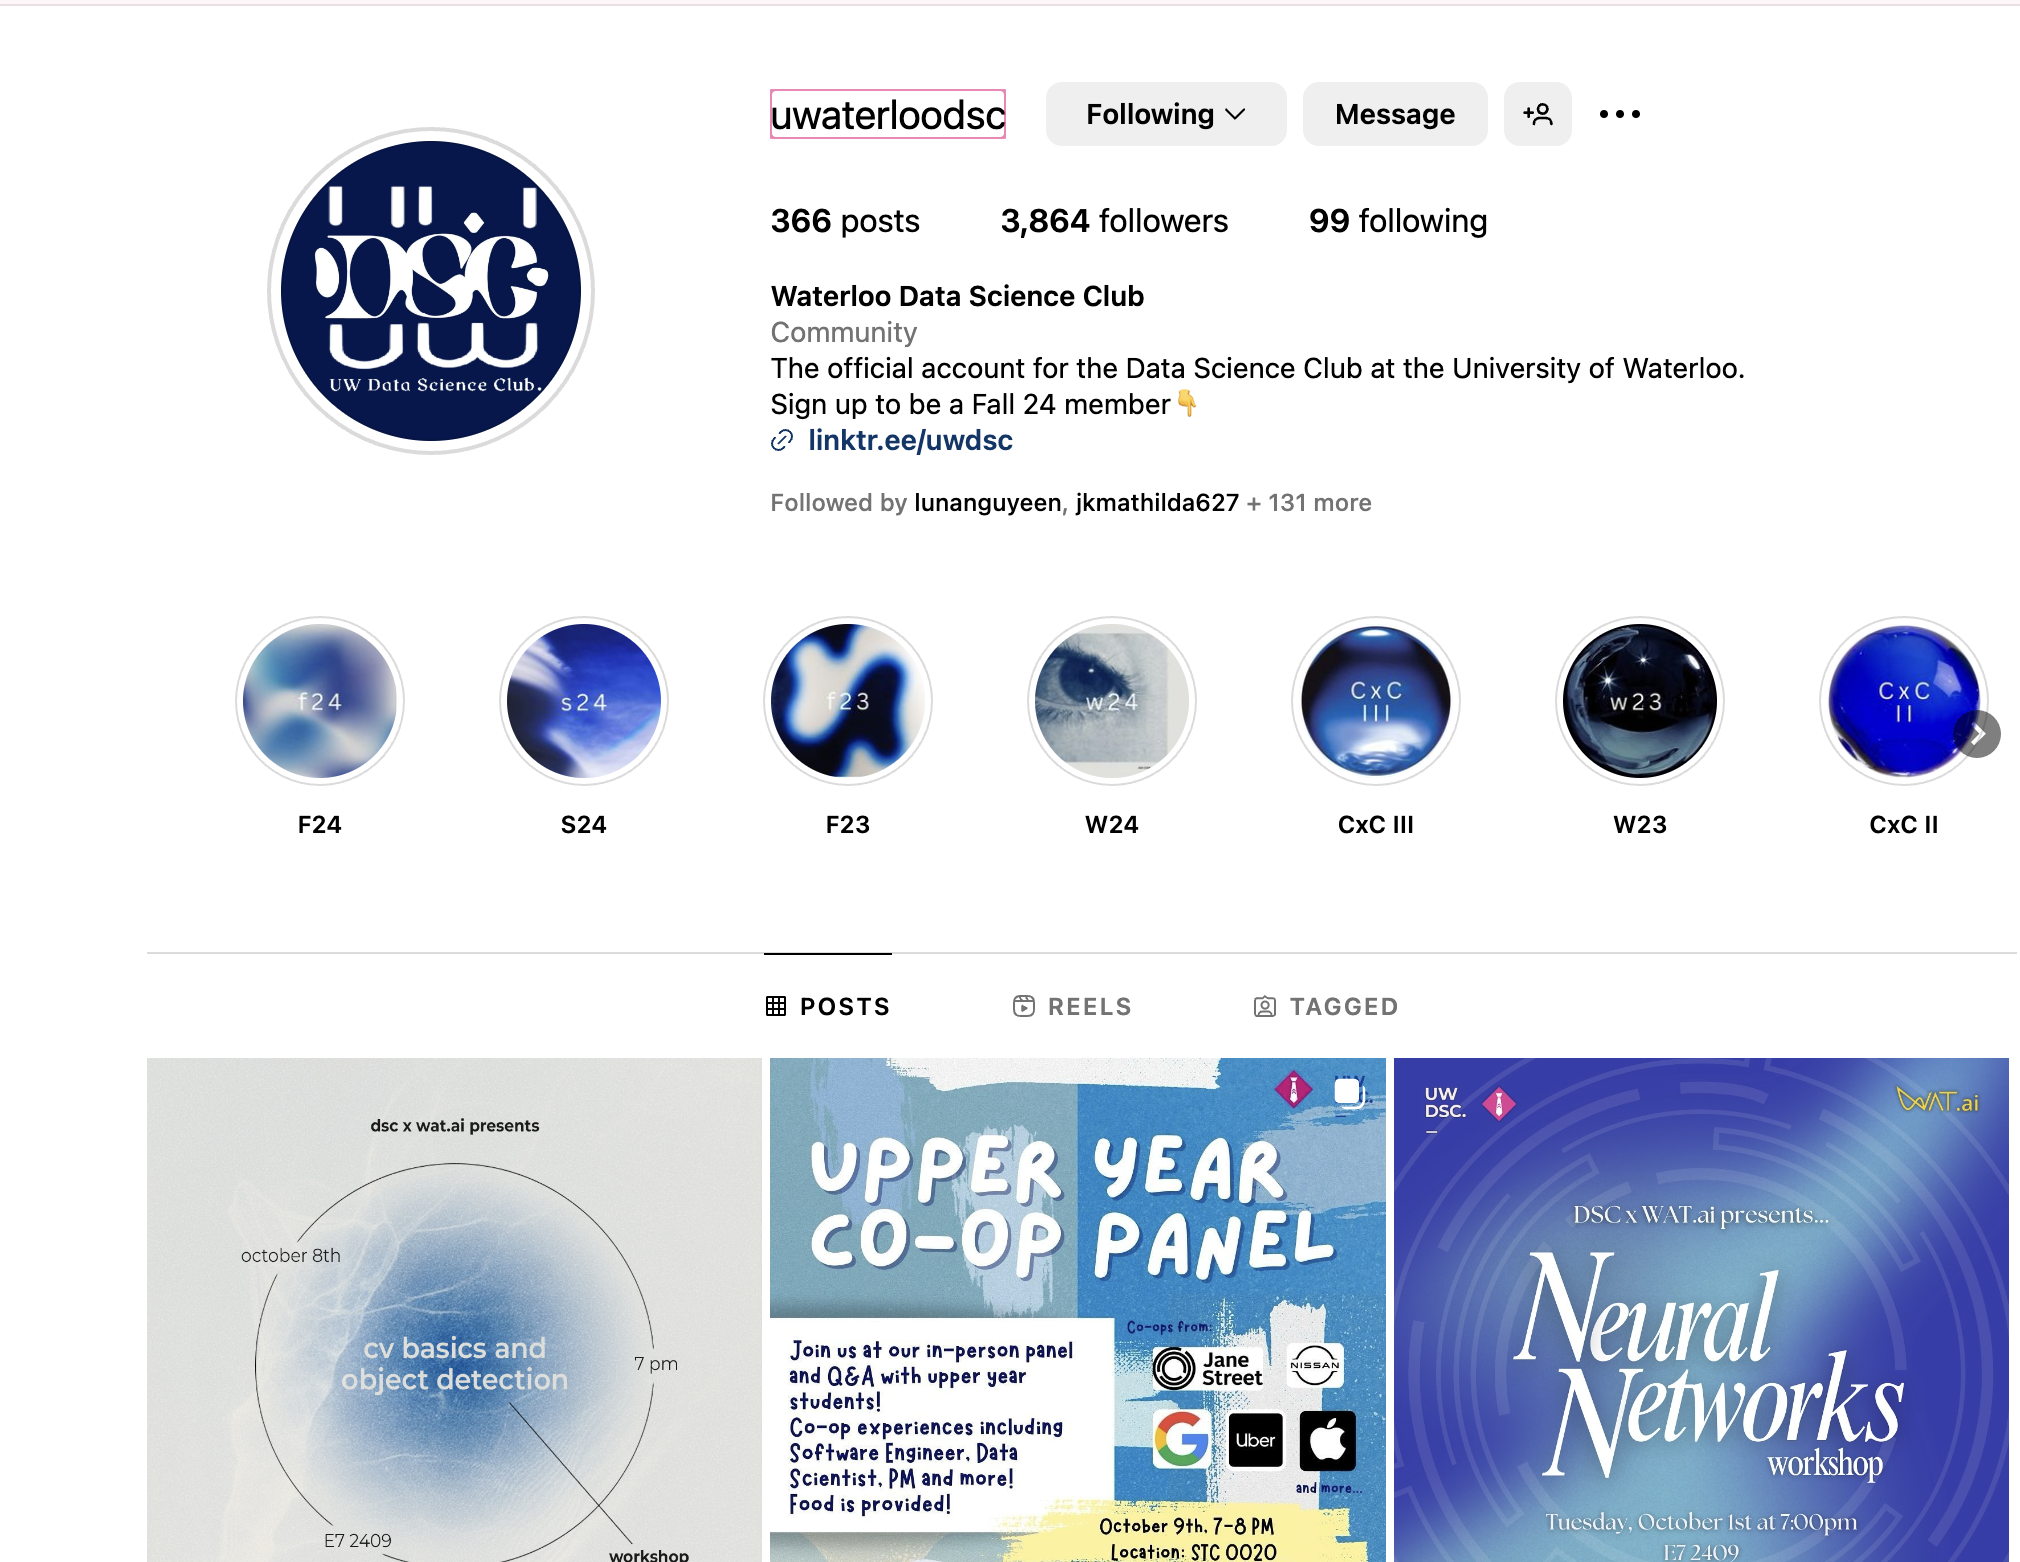 uwaterloodsc
Following
Message
366 posts
3,864 followers
99 following
DSC
UW
UW Data Science Club.
Waterloo Data Science Club
Community
The official account for the Data Science Club at the University of Waterloo.
Sign up to be a Fall 24 member👇
linktr.ee/uwdsc
Followed by lunanguyeen, jkmathilda627 + 131 more
f24
s24
f23
w24
CxC
III
w23
CxC
II
F24
S24
F23
W24
CxC III
W23
CxC II
POSTS
REELS
TAGGED
dsc x wat.ai presents
october 8th
cv basics and
object detection
7 pm
E7 2409
workshop
UPPER YEAR
CO-OP PANEL
Join us at our in-person panel
and Q&A with upper year
students!
Co-op experiences including
Software Engineer, Data
Scientist, PM and more!
Food is provided!
Co-ops from:
Jane
Street
NISSAN
G
Uber
and more...
October 9th, 7-8 PM
Location: STC 0020
UW
DSC.
WAT.ai
DSC x WAT.ai presents...
Neural
Networks
workshop
Tuesday, October 1st at 7:00pm
E7 2409